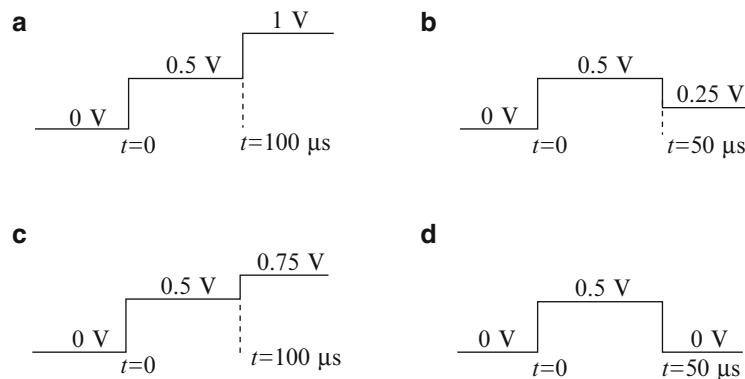 a
1 V
0.5 V
0 V
t=0
t=100 μs
b
0.5 V
0.25 V
0 V
t=0
t=50 μs
c
0.75 V
0.5 V
0 V
t=0
t=100 μs
d
0.5 V
0 V
0 V
t=0
t=50 μs